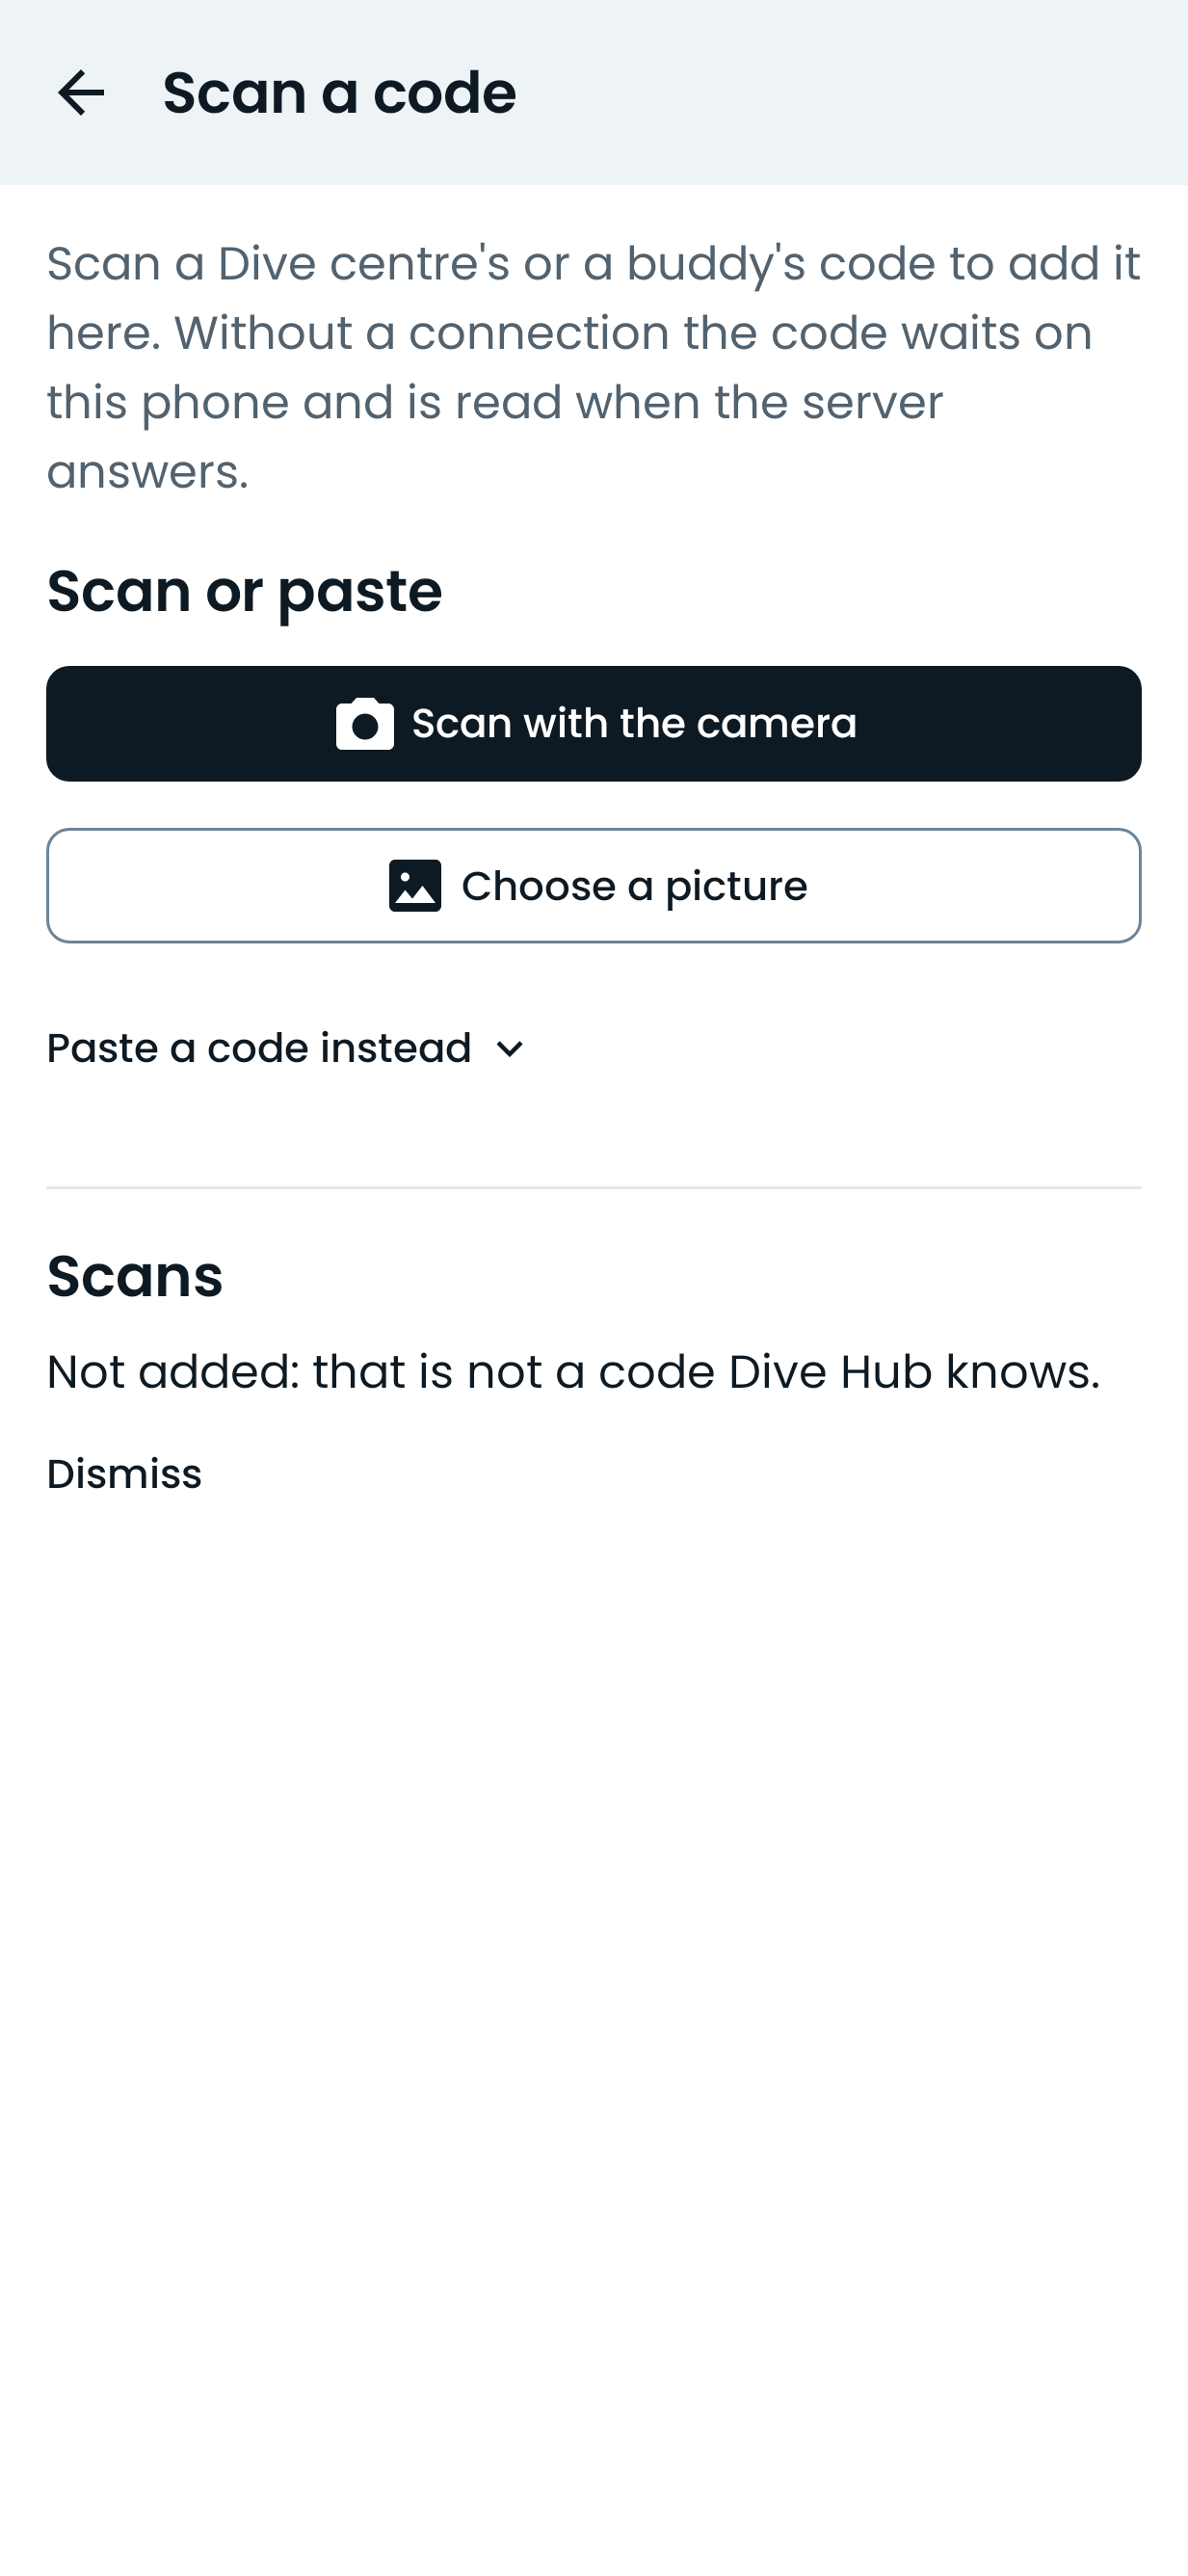 Scan a code
Scan a Dive centre's or a buddy's code to add it
here. Without a connection the code waits on
this phone and is read when the server
answers.
Scan or paste
Scan with the camera
Choose a picture
Paste a code instead
Scans
Not added: that is not a code Dive Hub knows.
Dismiss